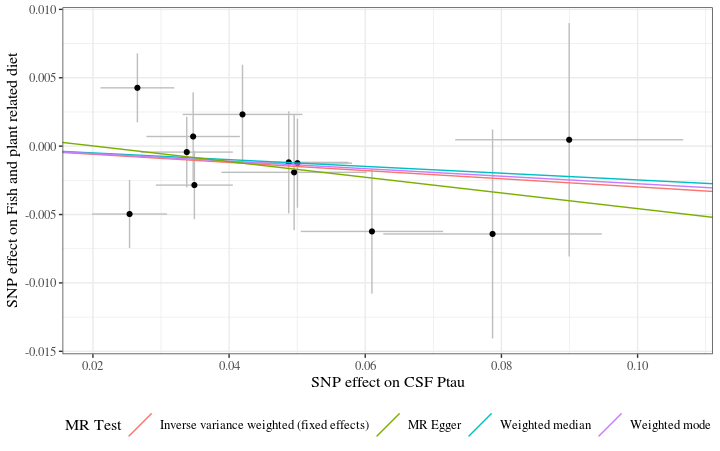 0.010
0.005
0.000
-0.005
-0.010
-0.015
SNP effect on Fish and plant related diet
0.02 0.04 0.06 0.08 0.10
SNP effect on CSF Ptau
MR Test Inverse variance weighted (fixed effects) MR Egger Weighted median Weighted mode